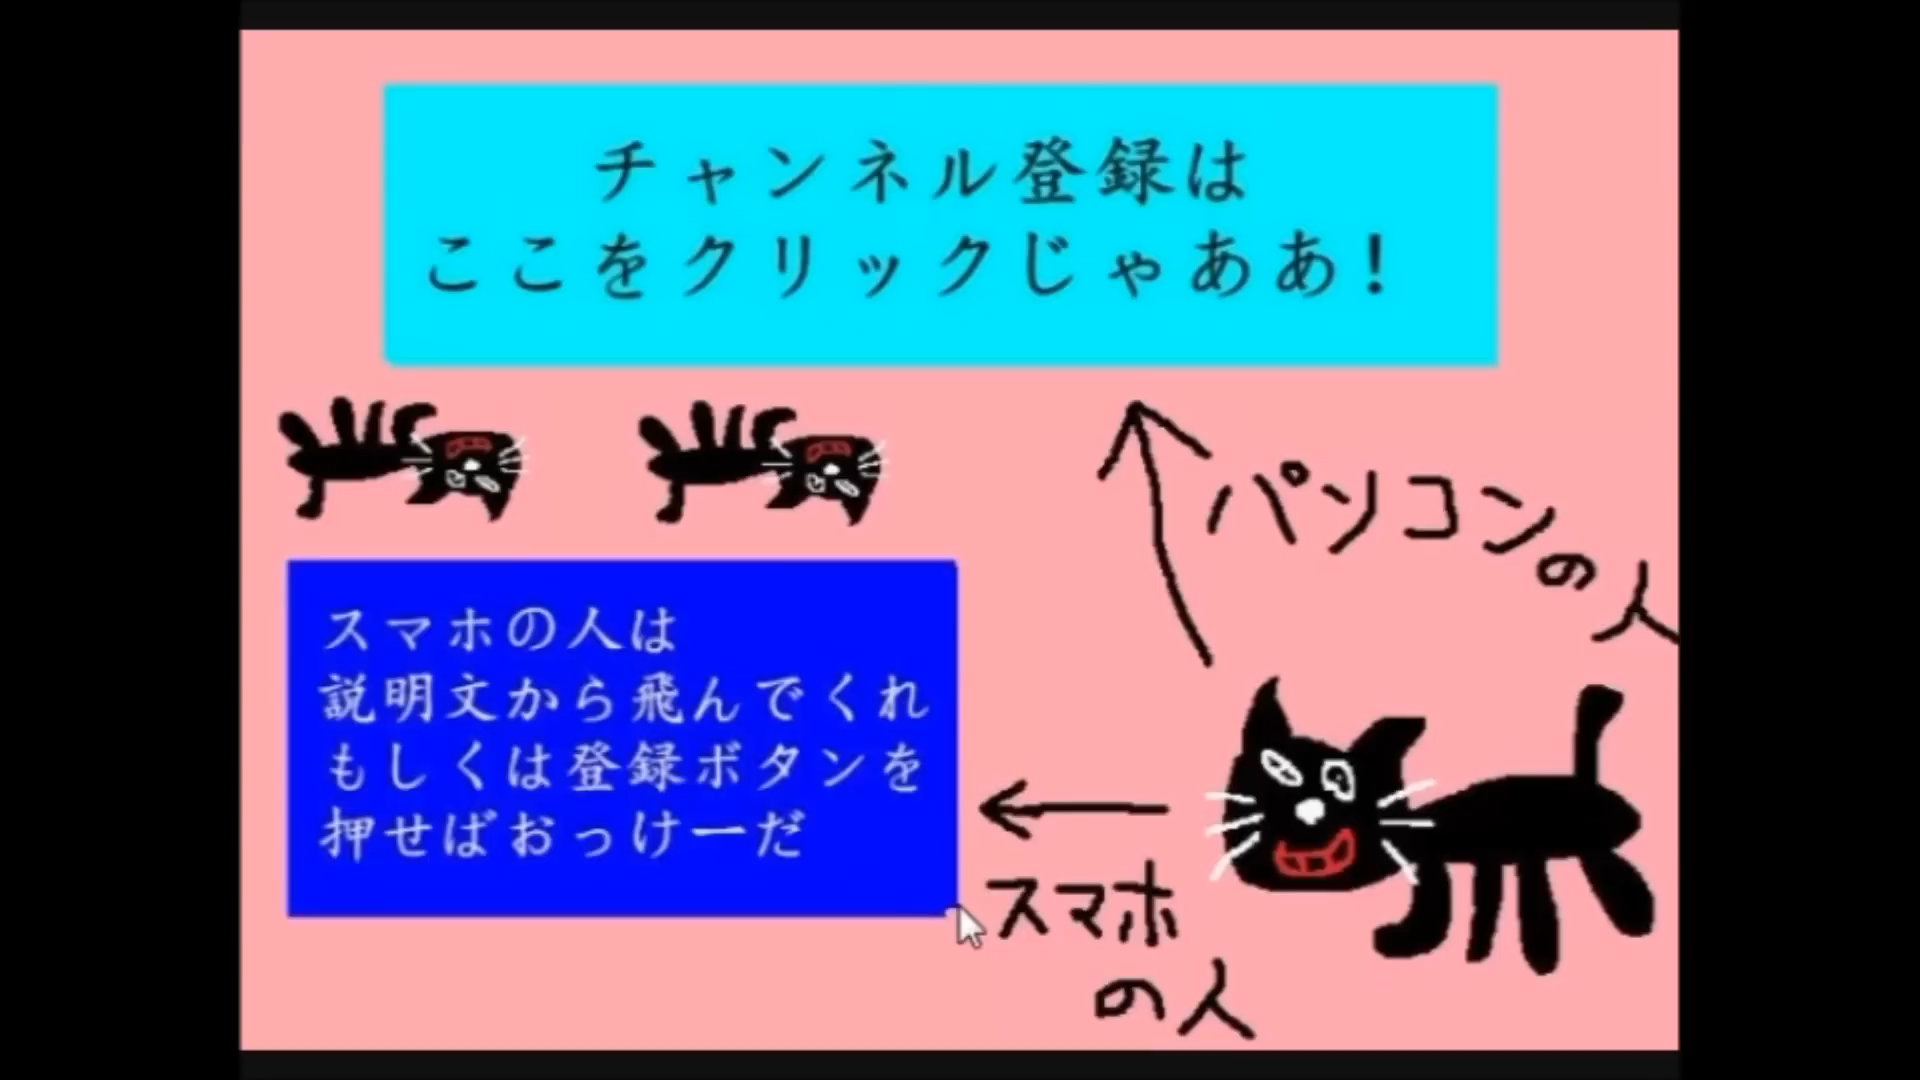 チャンネル登録は
ここをクリックじゃああ!
パソコンの人
スマホの人は
説明文から飛んでくれ
もしくは登録ボタンを
押せばおっけーだ
スマホ
の人